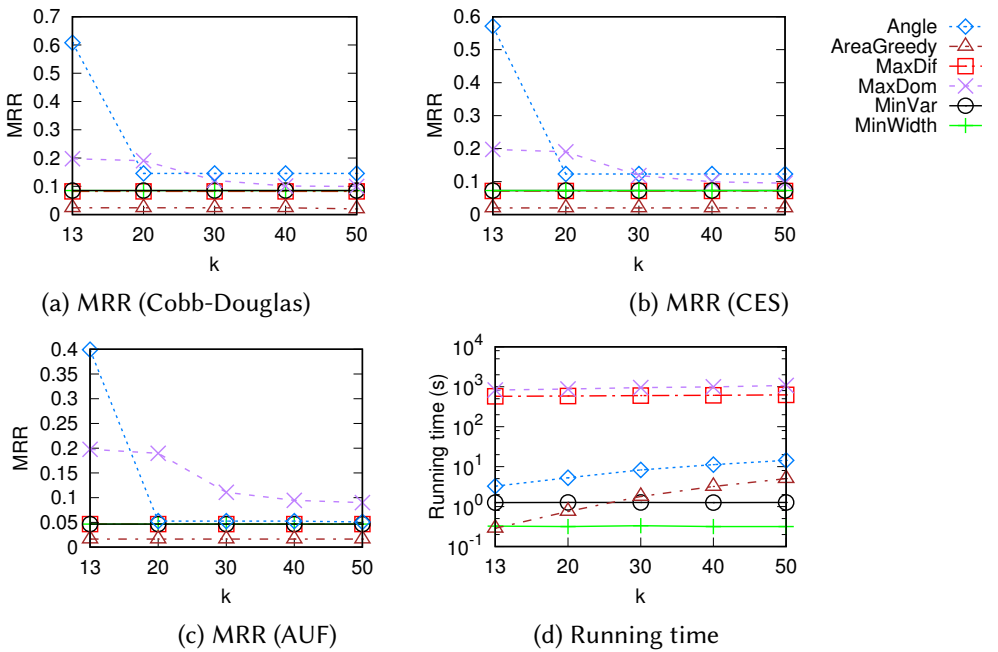 0.7
0.6
0.5
0.4
0.3
0.2
0.1
0
MRR
13 20 30 40 50
k
(a) MRR (Cobb-Douglas)
0.6
0.5
0.4
0.3
0.2
0.1
0
MRR
13 20 30 40 50
k
(b) MRR (CES)
Angle
AreaGreedy
MaxDif
MaxDom
MinVar
MinWidth
0.4
0.35
0.3
0.25
0.2
0.15
0.1
0.05
0
MRR
13 20 30 40 50
k
(c) MRR (AUF)
10^4
10^3
10^2
10^1
10^0
10^-1
Running time (s)
13 20 30 40 50
k
(d) Running time